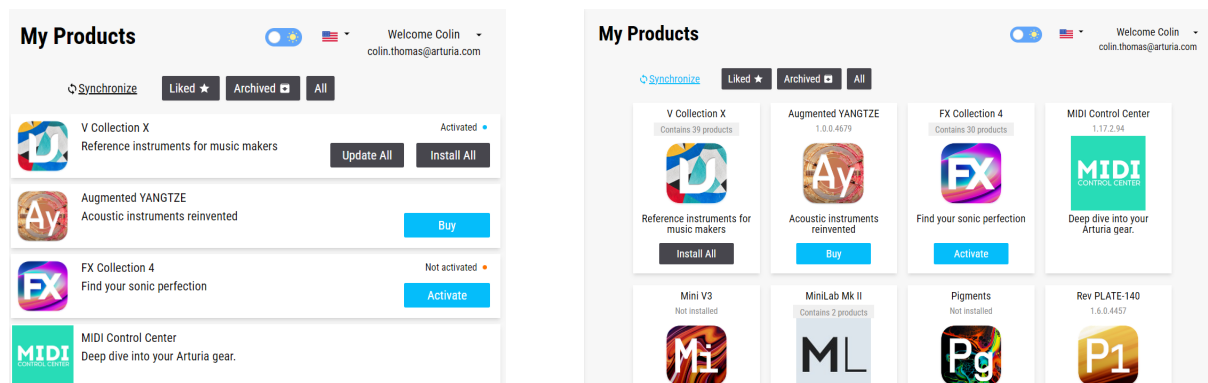 My Products
Welcome Colin
colin.thomas@arturia.com
Synchronize
Liked
Archived
All
V Collection X
Activated
Reference instruments for music makers
Update All
Install All
Ay
Augmented YANGTZE
Acoustic instruments reinvented
Buy
FX
FX Collection 4
Not activated
Find your sonic perfection
Activate
MIDI
CONTROL CENTER
MIDI Control Center
Deep dive into your Arturia gear.
My Products
Welcome Colin
colin.thomas@arturia.com
Synchronize
Liked
Archived
All
V Collection X
Contains 39 products
Reference instruments for
music makers
Install All
Augmented YANGTZE
1.0.0.4679
Ay
Acoustic instruments
reinvented
Buy
FX Collection 4
Contains 30 products
FX
Find your sonic perfection
Activate
MIDI Control Center
1.17.2.94
MIDI
CONTROL CENTER
Deep dive into your
Arturia gear.
Mini V3
Not installed
Mi
MiniLab Mk II
Contains 2 products
ML
Pigments
Not installed
Pg
Rev PLATE-140
1.6.0.4457
P1